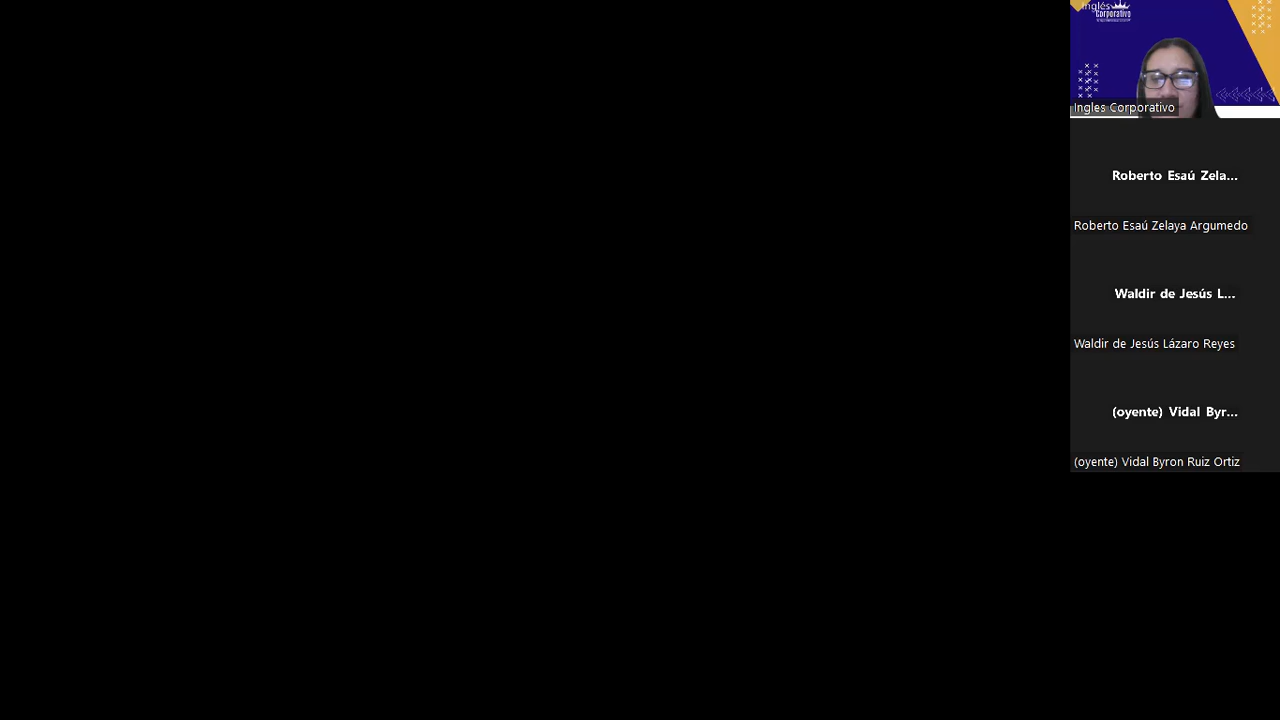 Inglés
corporativo
Ingles Corporativo
Roberto Esaú Zela...
Roberto Esaú Zelaya Argumedo
Waldir de Jesús L...
Waldir de Jesús Lázaro Reyes
(oyente) Vidal Byr...
(oyente) Vidal Byron Ruiz Ortiz